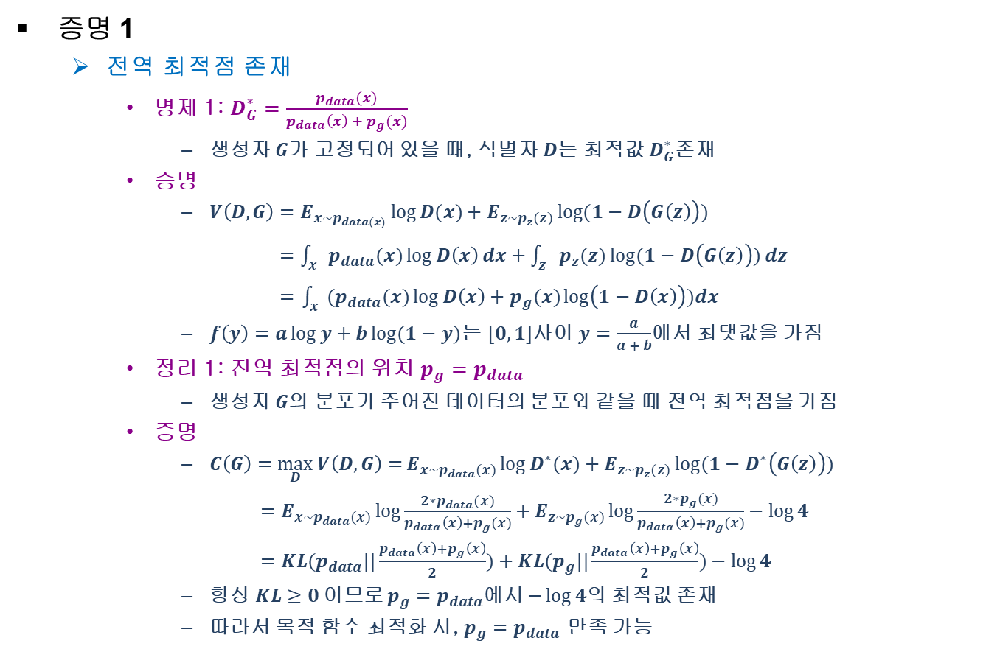 ▪ 증명 1
➢ 전역 최적점 존재
• 명제 1: $D_G^* = \frac{p_{data}(x)}{p_{data}(x) + p_g(x)}$
– 생성자 $G$가 고정되어 있을 때, 식별자 $D$는 최적값 $D_G^*$존재
• 증명
– $V(D, G) = E_{x \sim p_{data(x)}} \log D(x) + E_{z \sim p_z(z)} \log(1 - D(G(z)))$
$= \int_x p_{data}(x) \log D(x)\, dx + \int_z p_z(z) \log(1 - D(G(z)))\, dz$
$= \int_x (p_{data}(x) \log D(x) + p_g(x) \log(1 - D(x))) dx$
– $f(y) = a \log y + b \log(1 - y)$는 $[0, 1]$사이 $y = \frac{a}{a + b}$에서 최댓값을 가짐
• 정리 1: 전역 최적점의 위치 $p_g = p_{data}$
– 생성자 $G$의 분포가 주어진 데이터의 분포와 같을 때 전역 최적점을 가짐
• 증명
– $C(G) = \max_D V(D, G) = E_{x \sim p_{data}(x)} \log D^*(x) + E_{z \sim p_z(z)} \log(1 - D^*(G(z)))$
$= E_{x \sim p_{data}(x)} \log \frac{2 * p_{data}(x)}{p_{data}(x) + p_g(x)} + E_{z \sim p_g(x)} \log \frac{2 * p_g(x)}{p_{data}(x) + p_g(x)} - \log 4$
$= KL(p_{data} || \frac{p_{data}(x) + p_g(x)}{2}) + KL(p_g || \frac{p_{data}(x) + p_g(x)}{2}) - \log 4$
– 항상 $KL \geq 0$ 이므로 $p_g = p_{data}$에서 $- \log 4$의 최적값 존재
– 따라서 목적 함수 최적화 시, $p_g = p_{data}$ 만족 가능